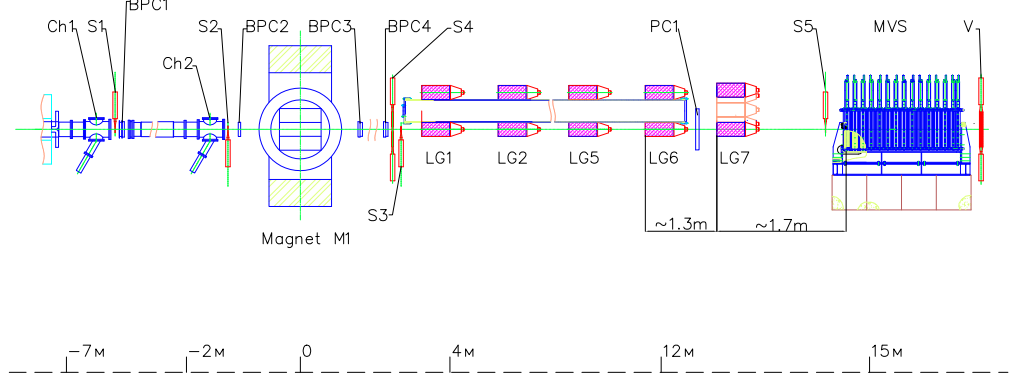 BPC1
Ch1 S1 S2 BPC2 BPC3 BPC4 S4 PC1 S5 MVS V
Ch2
LG1 LG2 LG5 LG6 LG7
S3
~1.3m ~1.7m
Magnet M1
-7м -2м 0 4м 12м 15м